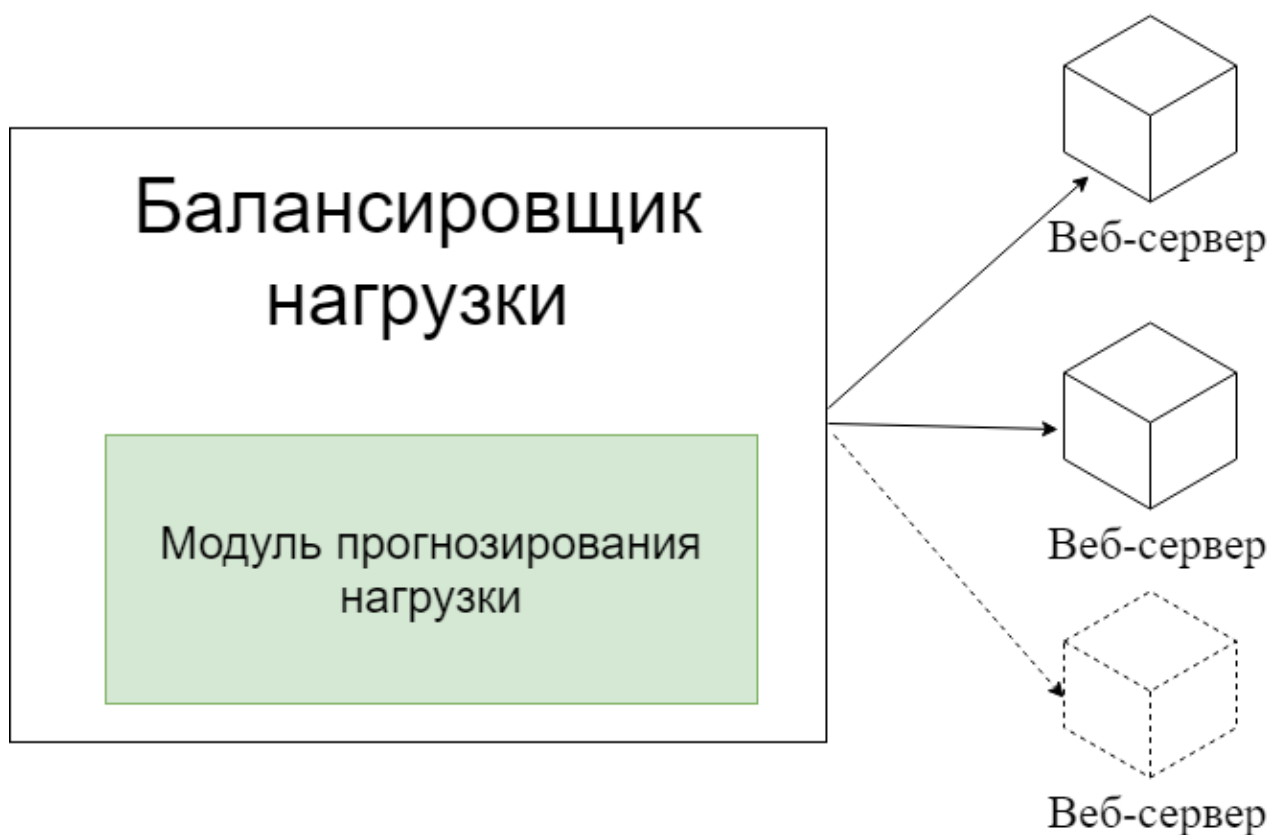 Балансировщик
нагрузки
Модуль прогнозирования
нагрузки
Веб-сервер
Веб-сервер
Веб-сервер